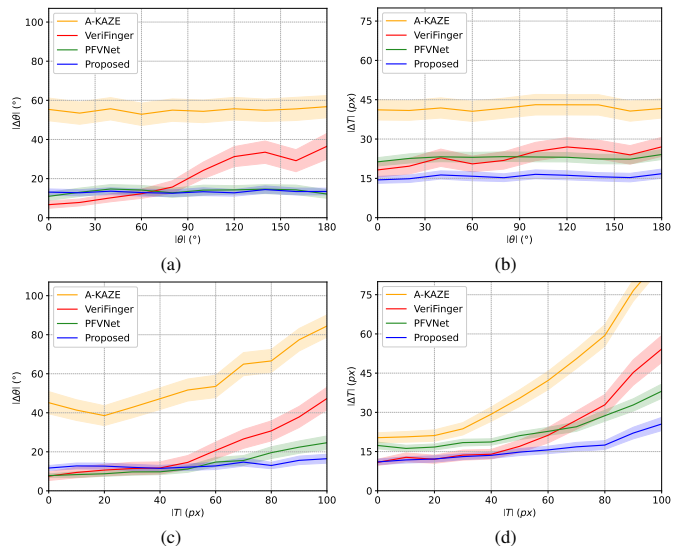 100
80
60
40
20
0
|Δθ| (°)
A-KAZE
VeriFinger
PFVNet
Proposed
0 30 60 90 120 150 180
|θ| (°)
(a)
75
60
45
30
15
0
|ΔT| (px)
A-KAZE
VeriFinger
PFVNet
Proposed
0 30 60 90 120 150 180
|θ| (°)
(b)
100
80
60
40
20
0
|Δθ| (°)
A-KAZE
VeriFinger
PFVNet
Proposed
0 20 40 60 80 100
|T| (px)
(c)
75
60
45
30
15
0
|ΔT| (px)
A-KAZE
VeriFinger
PFVNet
Proposed
0 20 40 60 80 100
|T| (px)
(d)